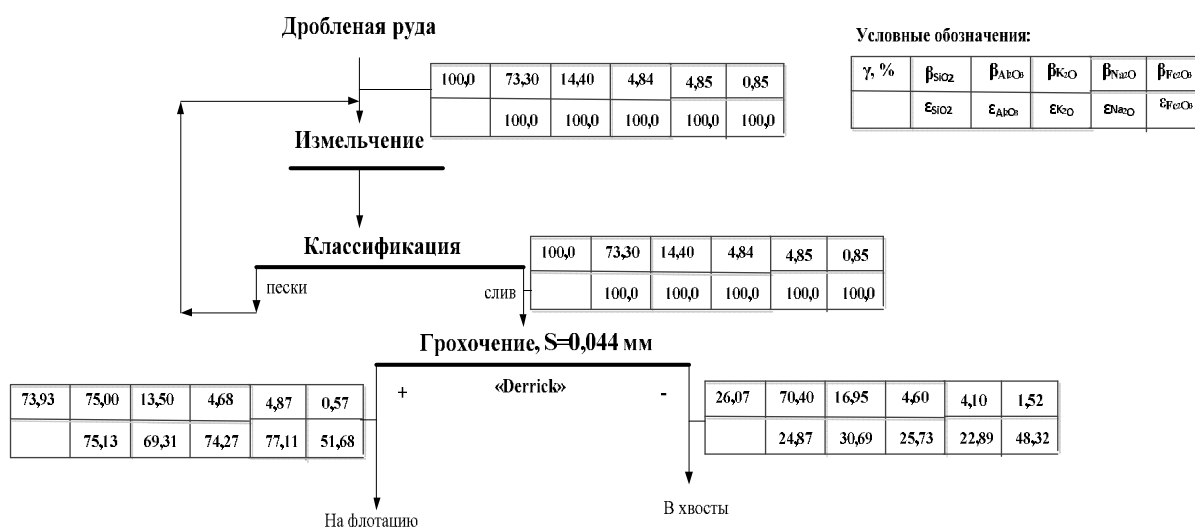 Дробленая руда
Условные обозначения:
γ, % βSiO2 βAl2O3 βK2O βNa2O βFe2O3
εSiO2 εAl2O3 εK2O εNa2O εFe2O3
100,0 73,30 14,40 4,84 4,85 0,85
100,0 100,0 100,0 100,0 100,0
Измельчение
Классификация
пески
слив
100,0 73,30 14,40 4,84 4,85 0,85
100,0 100,0 100,0 100,0 100,0
Грохочение, S=0,044 мм
+ «Derrick» -
73,93 75,00 13,50 4,68 4,87 0,57
75,13 69,31 74,27 77,11 51,68
26,07 70,40 16,95 4,60 4,10 1,52
24,87 30,69 25,73 22,89 48,32
На флотацию
В хвосты